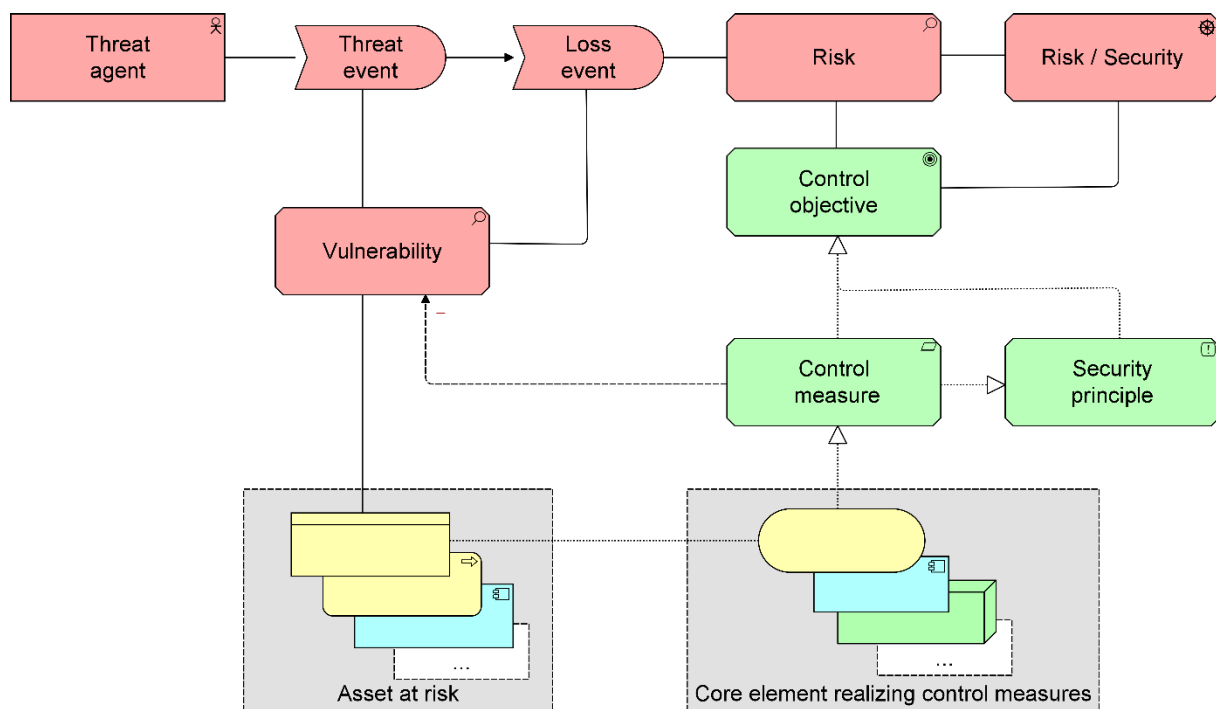 Threat
agent
Threat
event
Loss
event
Risk
Risk / Security
Control
objective
Vulnerability
–
Control
measure
Security
principle
!
...
Asset at risk
...
Core element realizing control measures